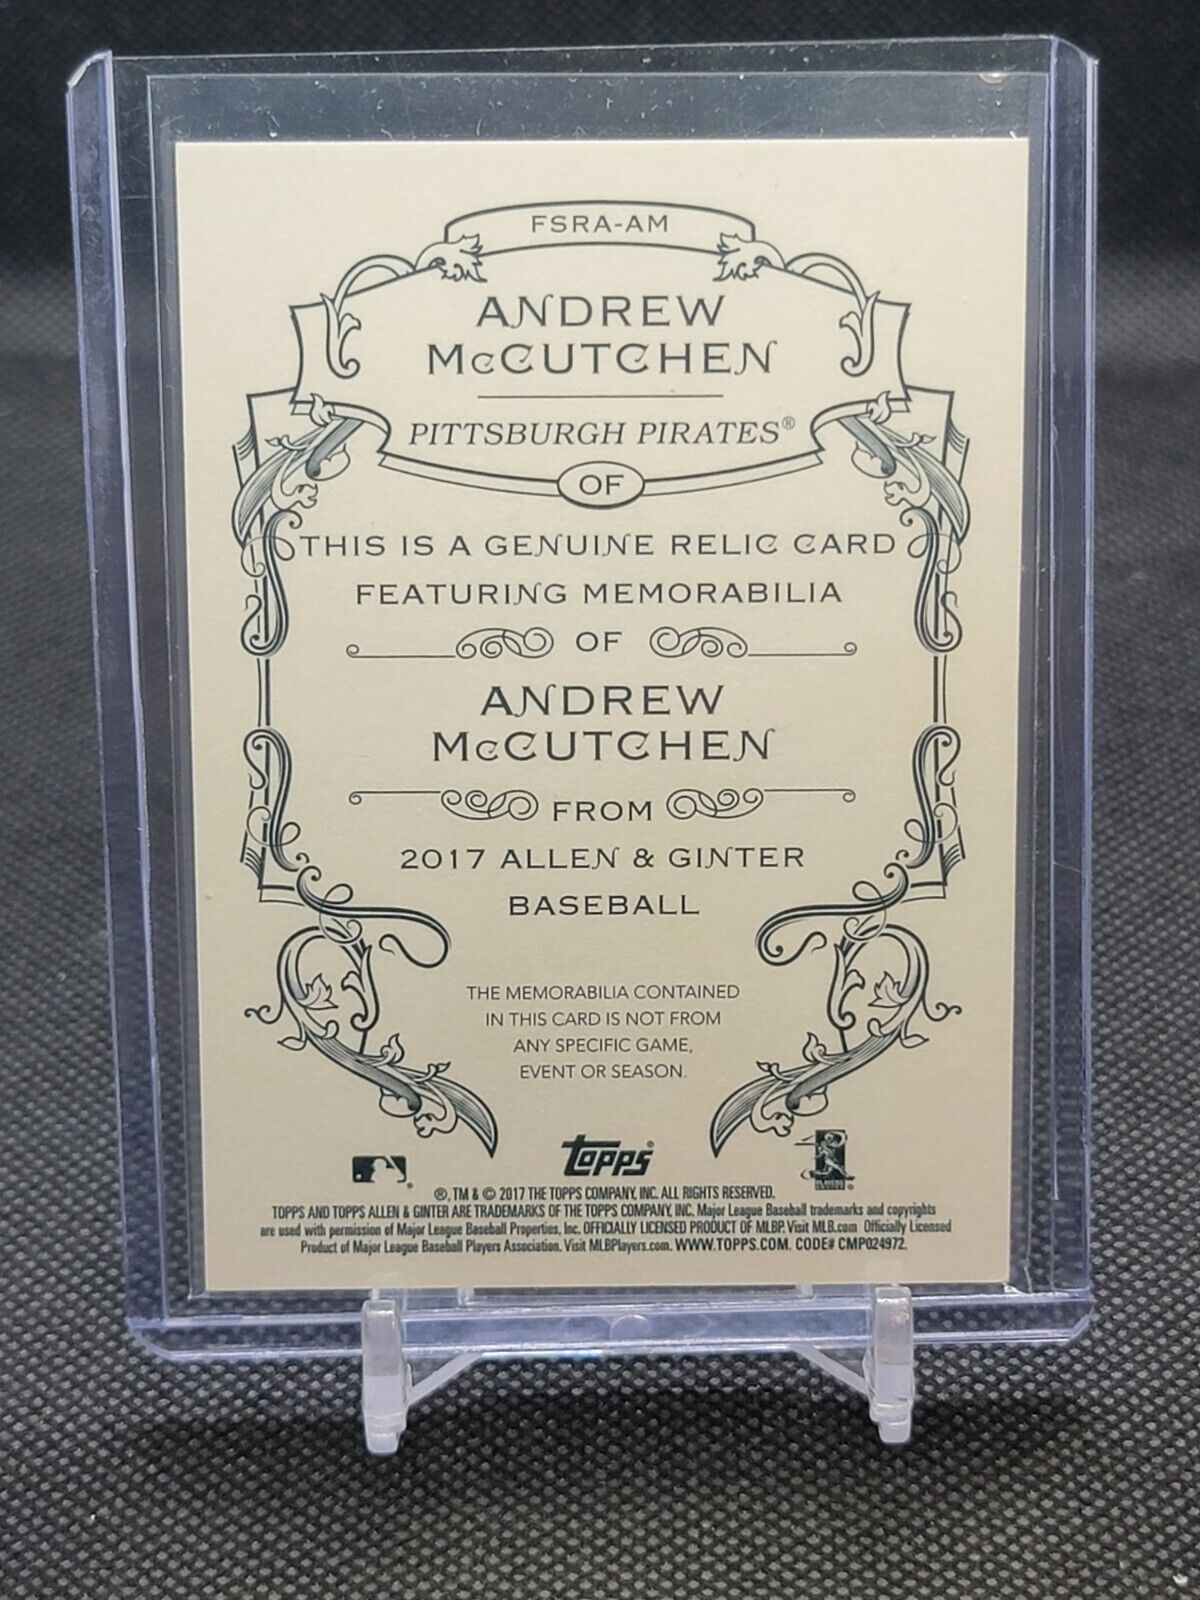 FSRA-AM
ANDREW
McCUTCHEN
PITTSBURGH PIRATES®
OF
THIS IS A GENUINE RELIC CARD
FEATURING MEMORABILIA
OF
ANDREW
McCUTCHEN
FROM
2017 ALLEN & GINTER
BASEBALL
THE MEMORABILIA CONTAINED
IN THIS CARD IS NOT FROM
ANY SPECIFIC GAME,
EVENT OR SEASON.
topps®
®, TM & © 2017 THE TOPPS COMPANY, INC. ALL RIGHTS RESERVED.
TOPPS AND TOPPS ALLEN & GINTER ARE TRADEMARKS OF THE TOPPS COMPANY, INC. Major League Baseball trademarks and copyrights
are used with permission of Major League Baseball Properties, Inc. OFFICIALLY LICENSED PRODUCT OF MLBP. Visit MLB.com Officially Licensed
Product of Major League Baseball Players Association. Visit MLBPlayers.com. WWW.TOPPS.COM. CODE# CMP024972.